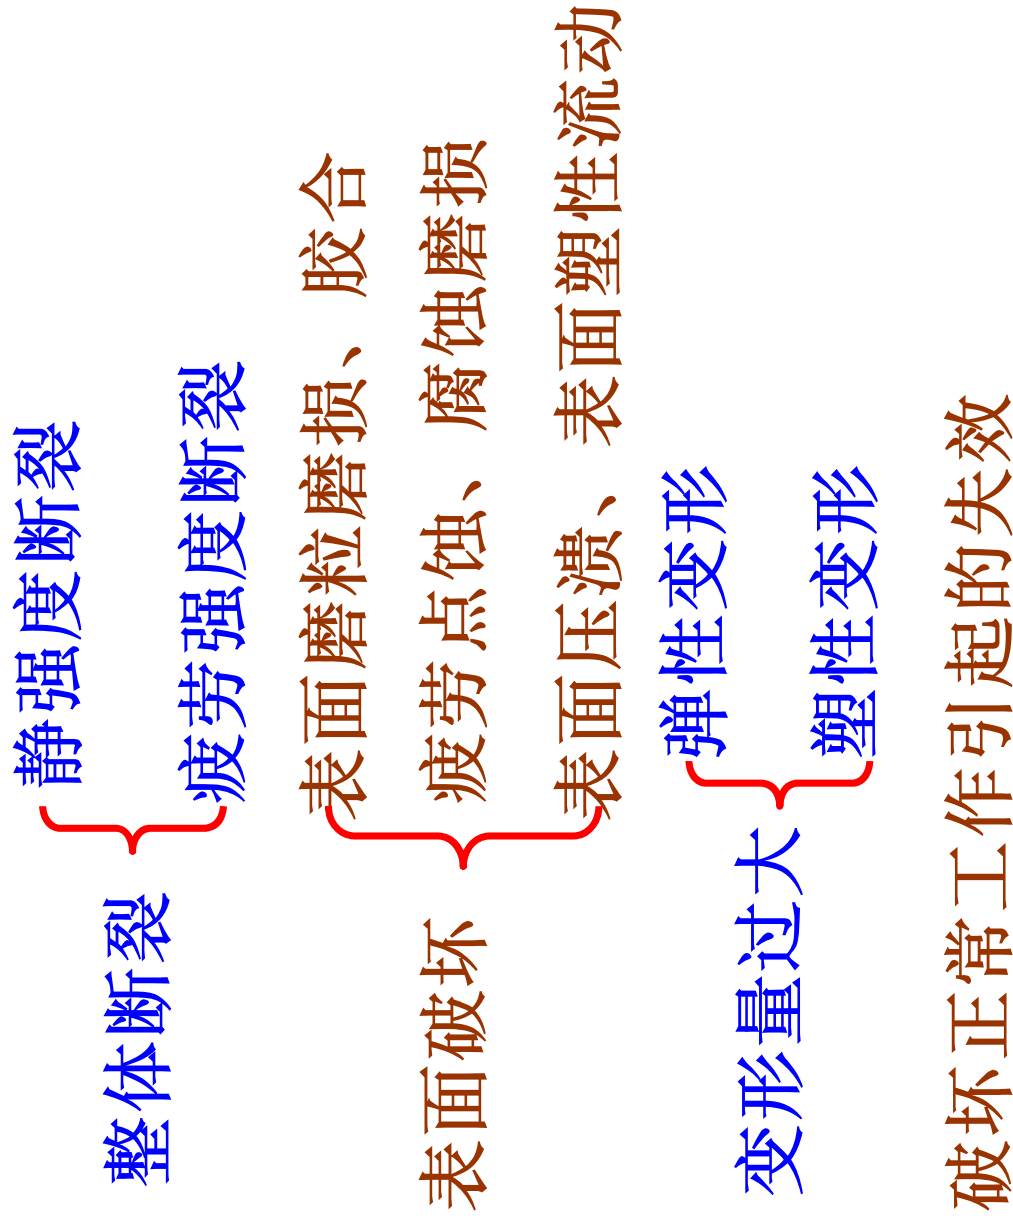 整体断裂
静强度断裂
疲劳强度断裂
表面破坏
表面磨粒磨损、胶合
疲劳点蚀、腐蚀磨损
表面压溃、表面塑性流动
变形量过大
弹性变形
塑性变形
破坏正常工作引起的失效